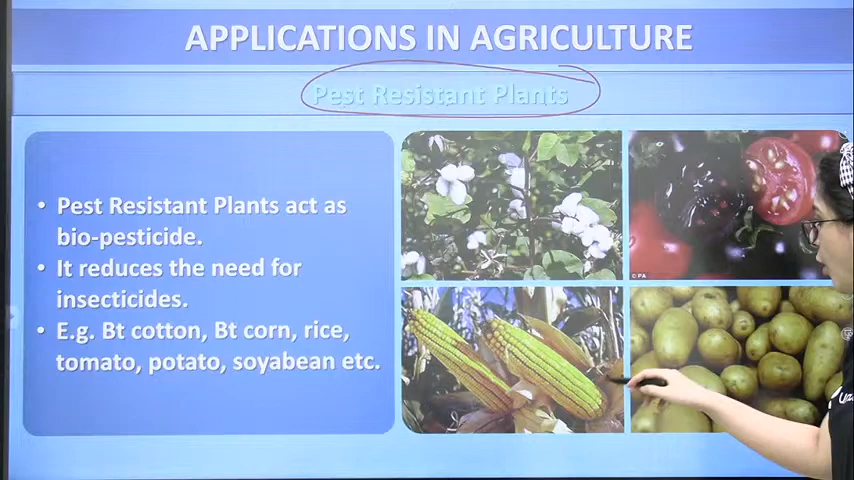 APPLICATIONS IN AGRICULTURE
Pest Resistant Plants
• Pest Resistant Plants act as
bio-pesticide.
• It reduces the need for
insecticides.
• E.g. Bt cotton, Bt corn, rice,
tomato, potato, soyabean etc.
© PA